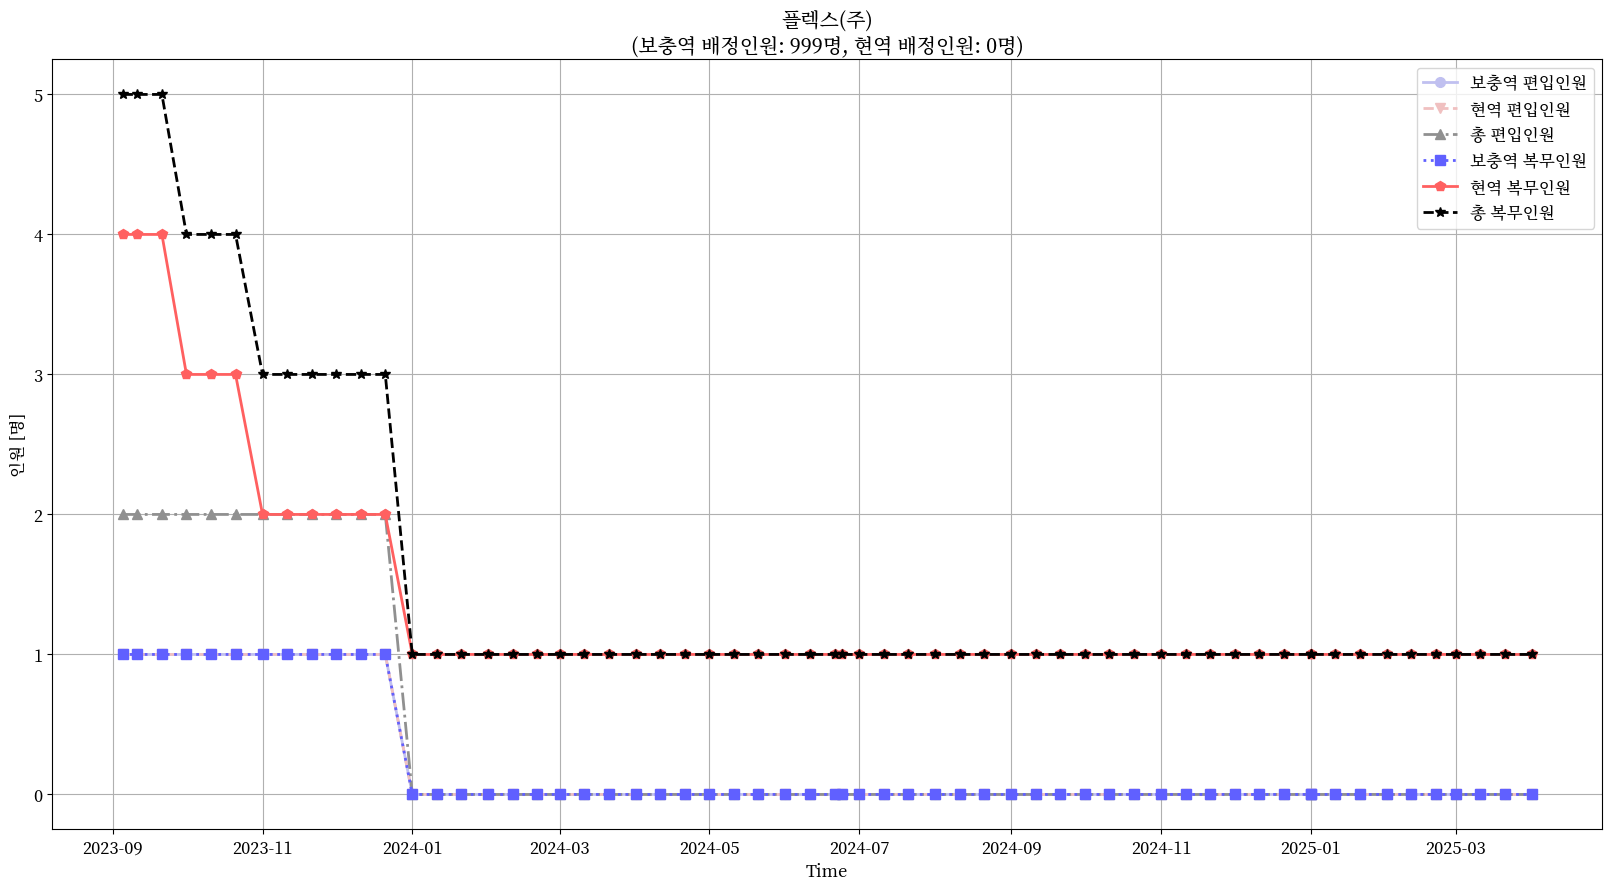 플렉스(주)
(보충역 배정인원: 999명, 현역 배정인원: 0명)
보충역 편입인원
현역 편입인원
총 편입인원
보충역 복무인원
현역 복무인원
총 복무인원
인원 [명]
5
4
3
2
1
0
2023-09 2023-11 2024-01 2024-03 2024-05 2024-07 2024-09 2024-11 2025-01 2025-03
Time